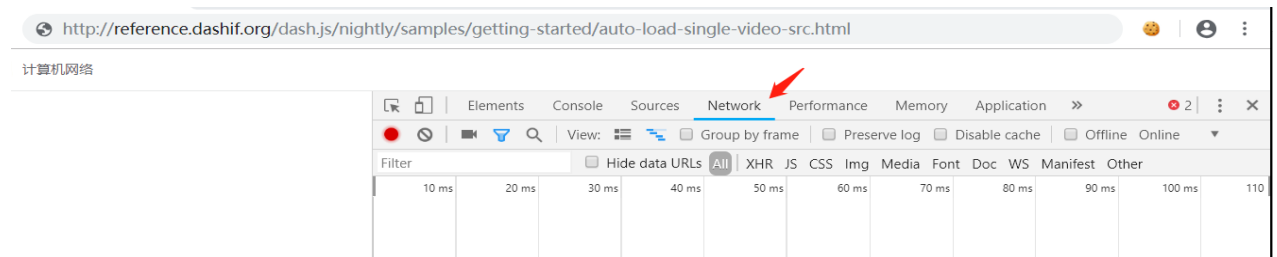 http://reference.dashif.org/dash.js/nightly/samples/getting-started/auto-load-single-video-src.html
计算机网络
Elements Console Sources Network Performance Memory Application » 2
View: Group by frame Preserve log Disable cache Offline Online
Filter Hide data URLs All XHR JS CSS Img Media Font Doc WS Manifest Other
10 ms 20 ms 30 ms 40 ms 50 ms 60 ms 70 ms 80 ms 90 ms 100 ms 110